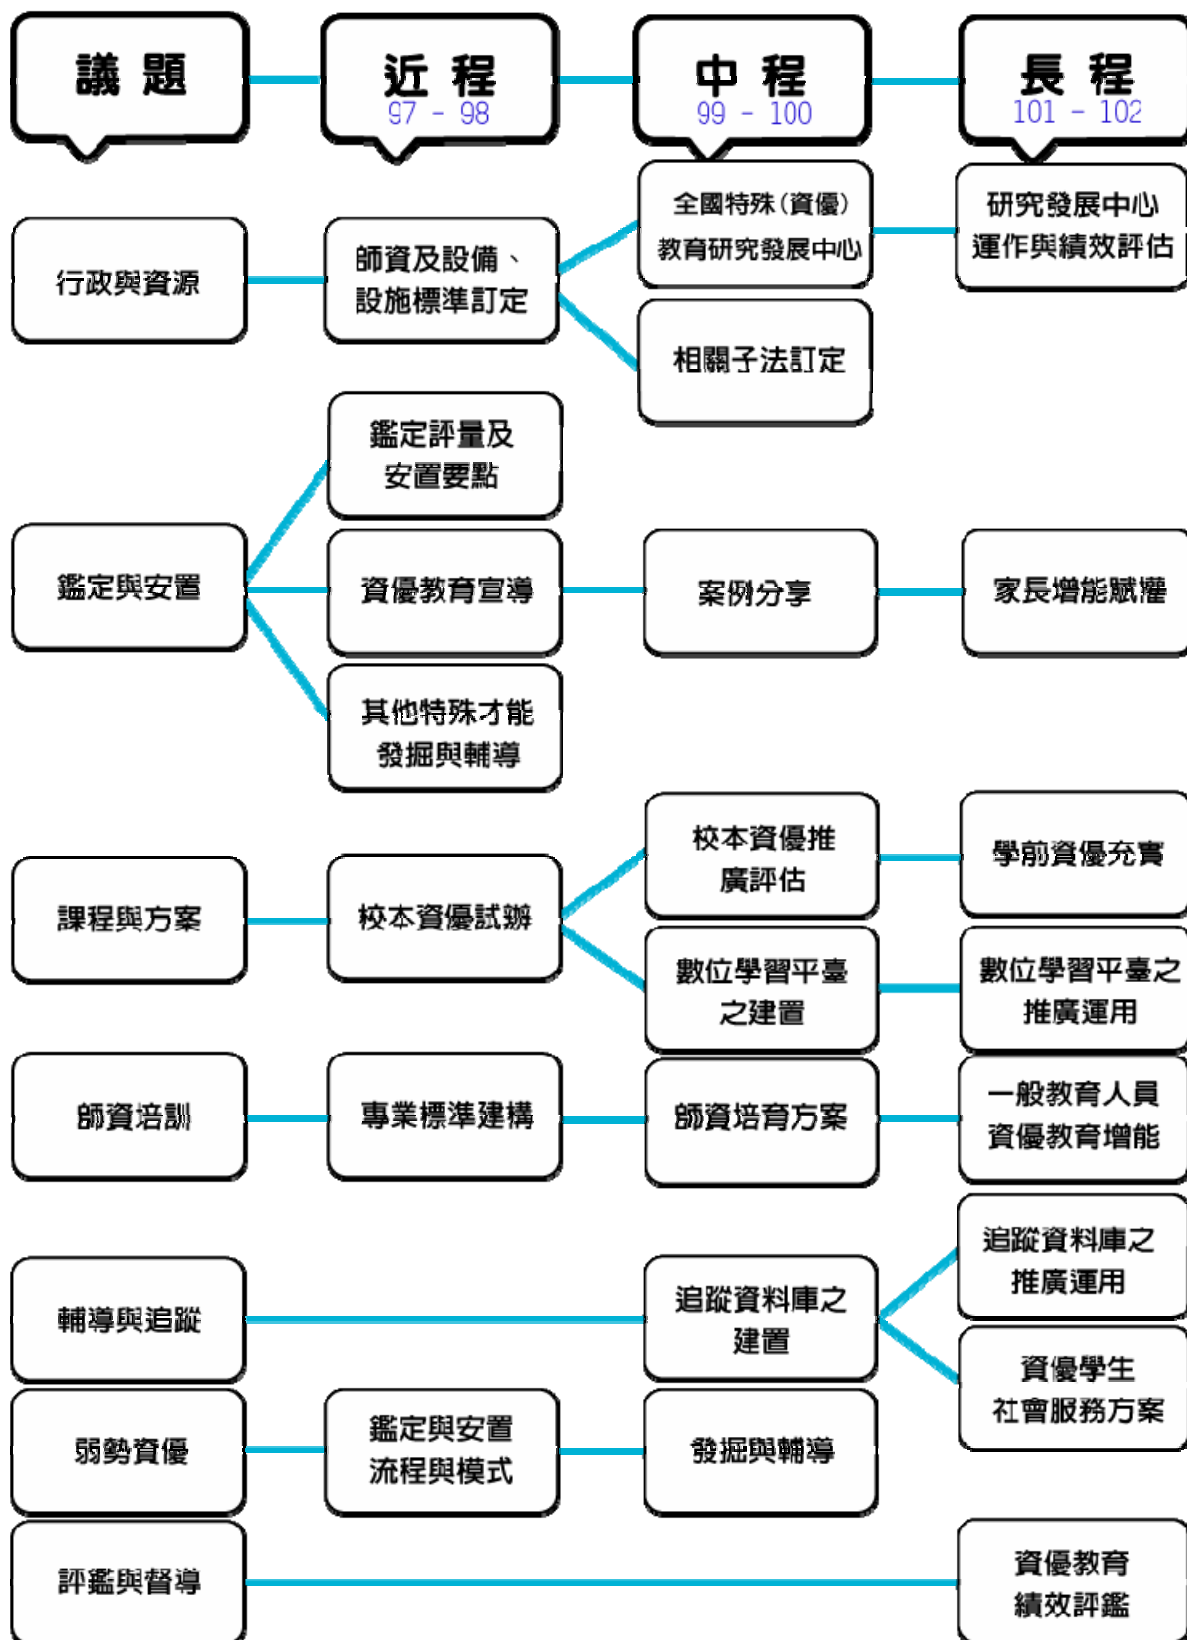 議題
近程
97 - 98
中程
99 - 100
長程
101 - 102
行政與資源
師資及設備、
設施標準訂定
全國特殊(資優)
教育研究發展中心
研究發展中心
運作與績效評估
相關子法訂定
鑑定與安置
鑑定評量及
安置要點
資優教育宣導
案例分享
家長增能賦權
其他特殊才能
發掘與輔導
課程與方案
校本資優試辦
校本資優推
廣評估
學前資優充實
數位學習平臺
之建置
數位學習平臺之
推廣運用
師資培訓
專業標準建構
師資培育方案
一般教育人員
資優教育增能
輔導與追蹤
追蹤資料庫之
建置
追蹤資料庫之
推廣運用
資優學生
社會服務方案
弱勢資優
鑑定與安置
流程與模式
發掘與輔導
評鑑與督導
資優教育
績效評鑑